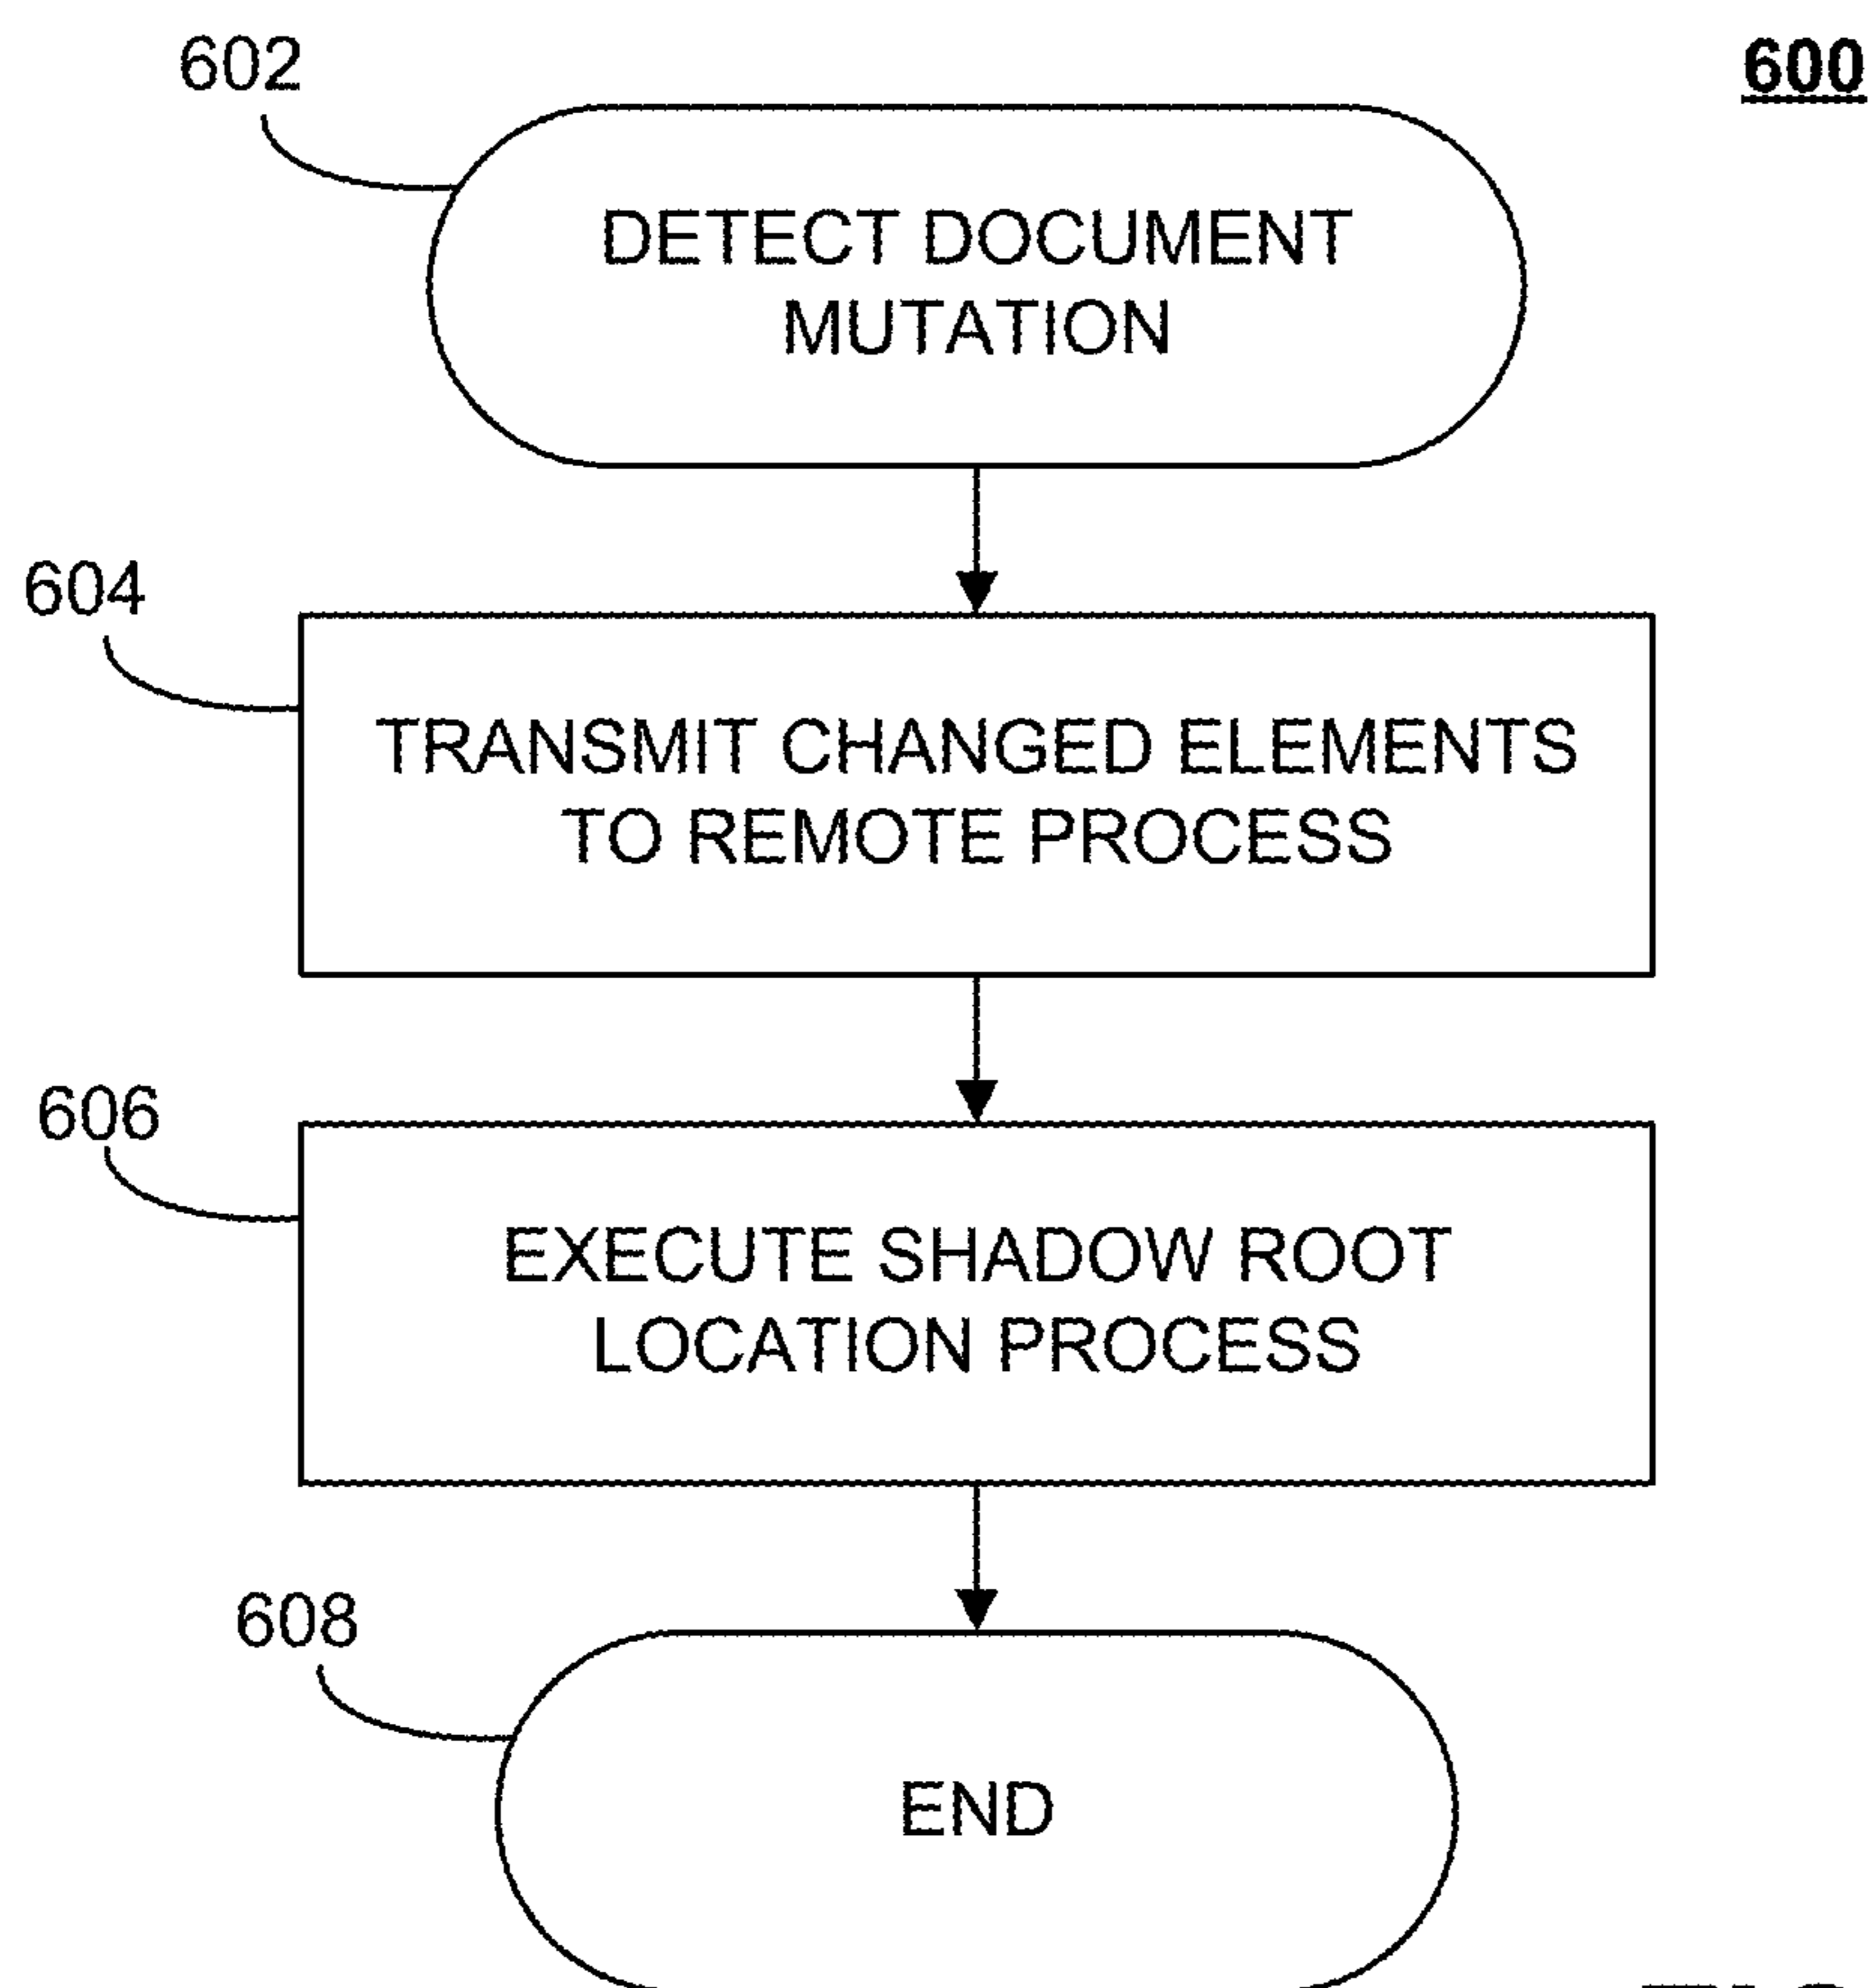 602
600
DETECT DOCUMENT
MUTATION
604
TRANSMIT CHANGED ELEMENTS
TO REMOTE PROCESS
606
EXECUTE SHADOW ROOT
LOCATION PROCESS
608
END